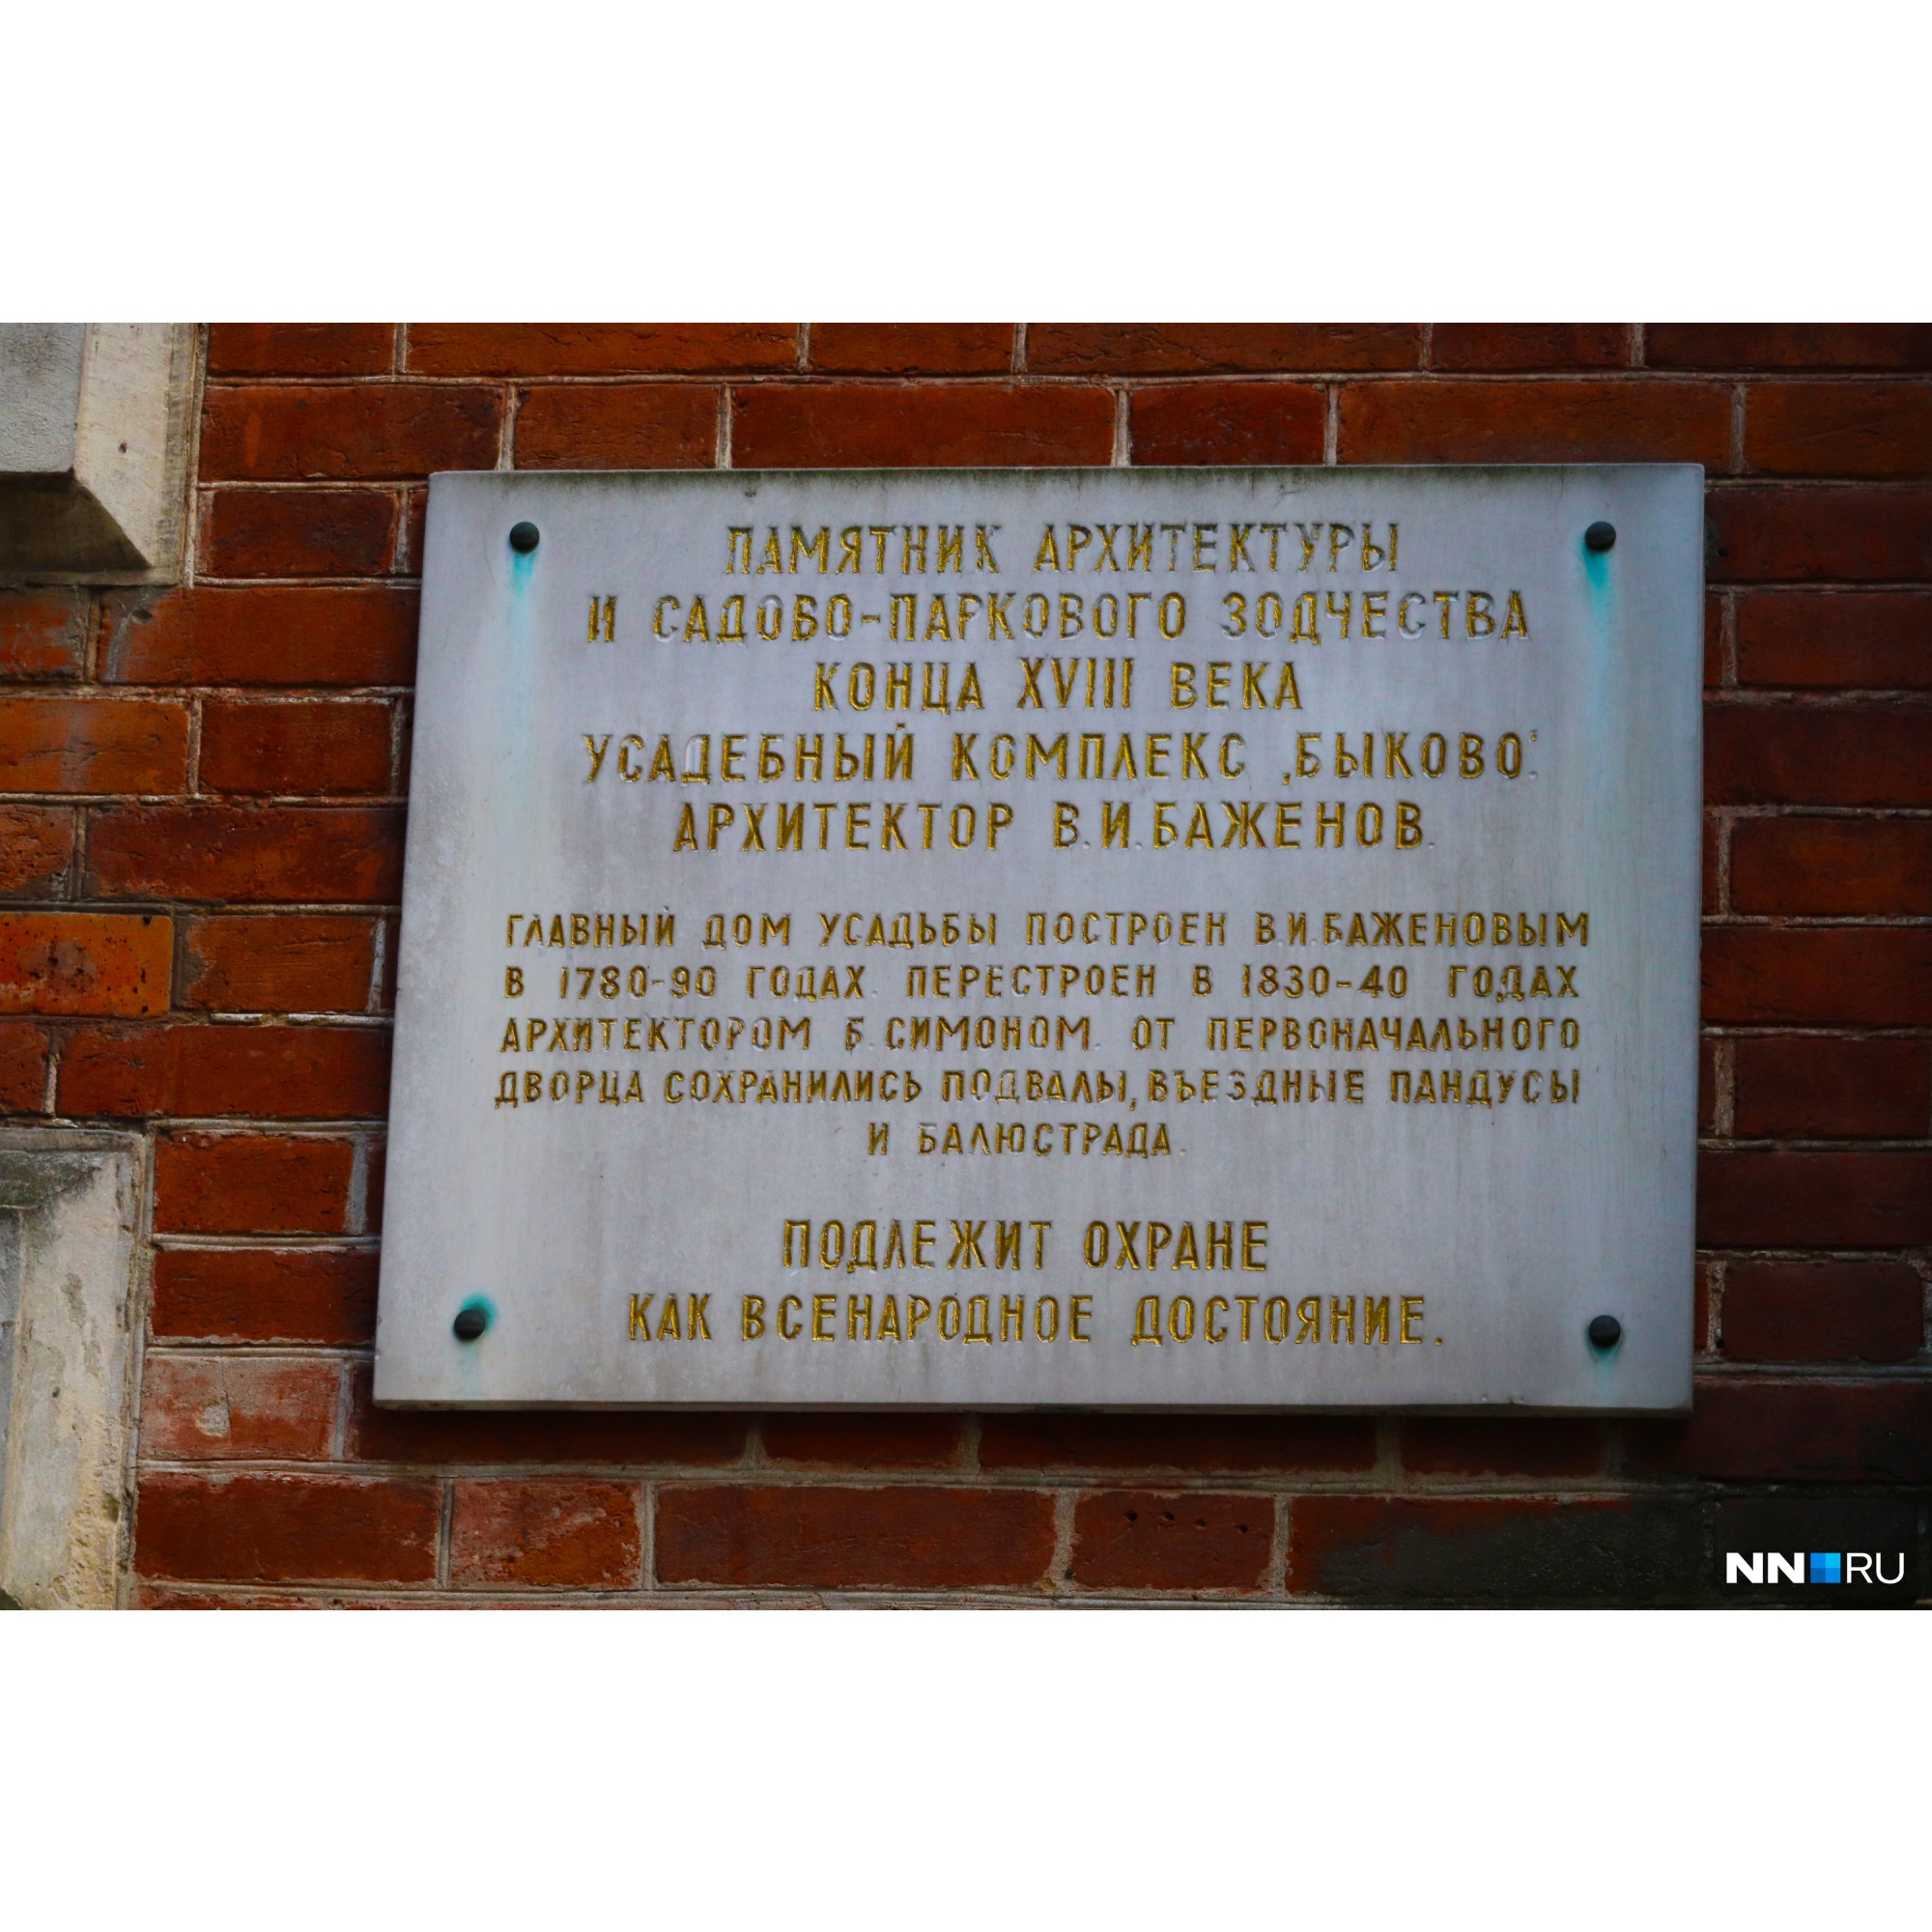 ПАМЯТНИК АРХИТЕКТУРЫ
И САДОВО-ПАРКОВОГО ЗОДЧЕСТВА
КОНЦА XVIII ВЕКА
УСАДЕБНЫЙ КОМПЛЕКС „БЫКОВО“.
АРХИТЕКТОР В.И.БАЖЕНОВ.
ГЛАВНЫЙ ДОМ УСАДЬБЫ ПОСТРОЕН В.И.БАЖЕНОВЫМ
В 1780-90 ГОДАХ. ПЕРЕСТРОЕН В 1830-40 ГОДАХ
АРХИТЕКТОРОМ Б.СИМОНОМ. ОТ ПЕРВОНАЧАЛЬНОГО
ДВОРЦА СОХРАНИЛИСЬ ПОДВАЛЫ, ВЪЕЗДНЫЕ ПАНДУСЫ
И БАЛЮСТРАДА.
ПОДЛЕЖИТ ОХРАНЕ
КАК ВСЕНАРОДНОЕ ДОСТОЯНИЕ.
NN RU